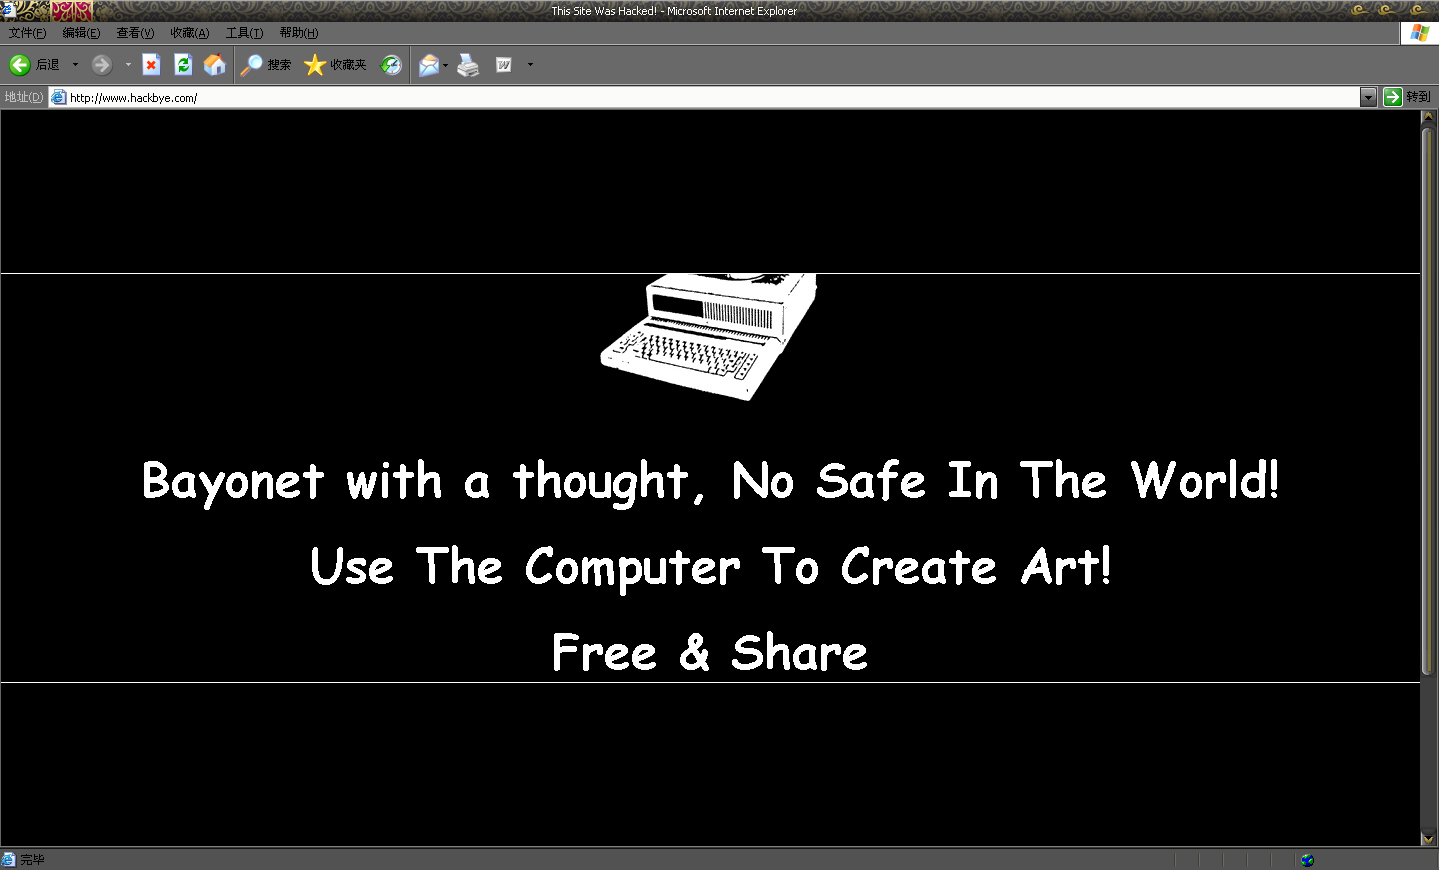 This Site Was Hacked! - Microsoft Internet Explorer
文件(F) 编辑(E) 查看(V) 收藏(A) 工具(T) 帮助(H)
后退 搜索 收藏夹
地址(D) http://www.hackbye.com/ 转到
Bayonet with a thought, No Safe In The World!
Use The Computer To Create Art!
Free & Share
完毕